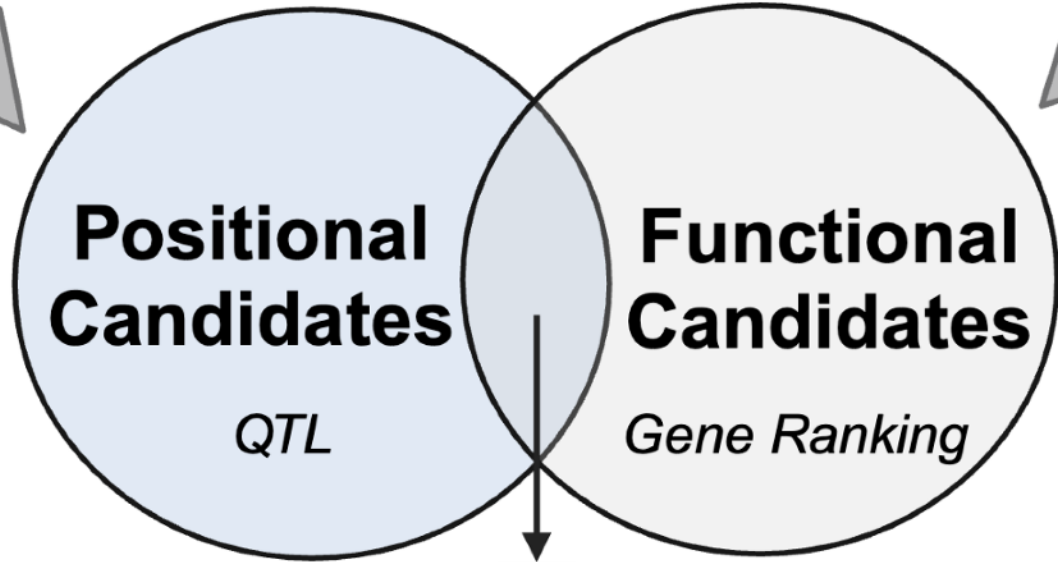 Positional
Candidates
QTL
Functional
Candidates
Gene Ranking